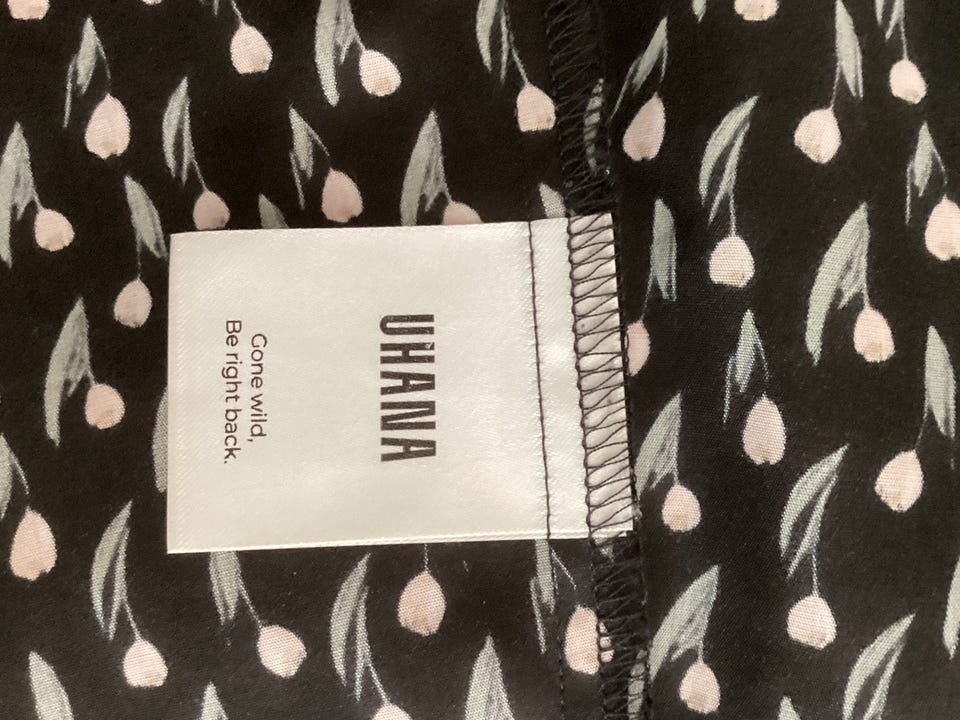 UHANA
Gone wild,
Be right back.